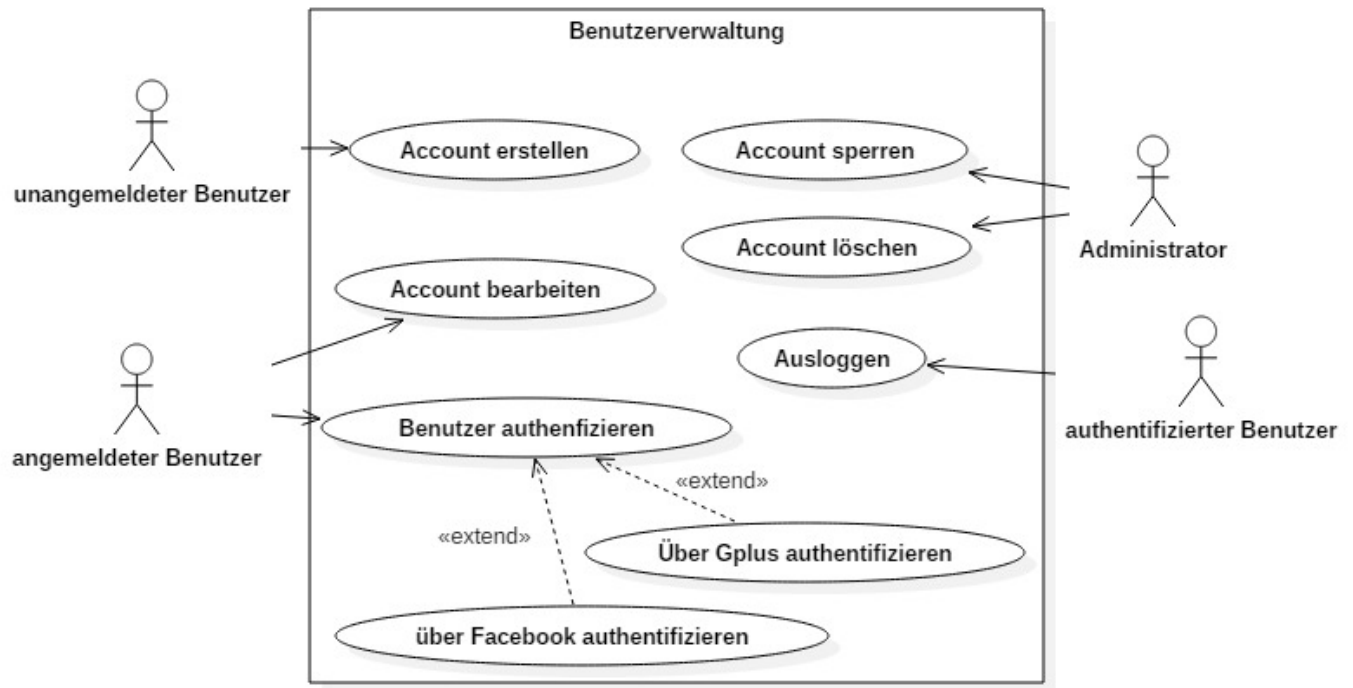 Benutzerverwaltung
unangemeldeter Benutzer
Account erstellen
Account sperren
Administrator
Account löschen
Account bearbeiten
Ausloggen
authentifizierter Benutzer
angemeldeter Benutzer
Benutzer authenfizieren
«extend»
«extend»
Über Gplus authentifizieren
über Facebook authentifizieren